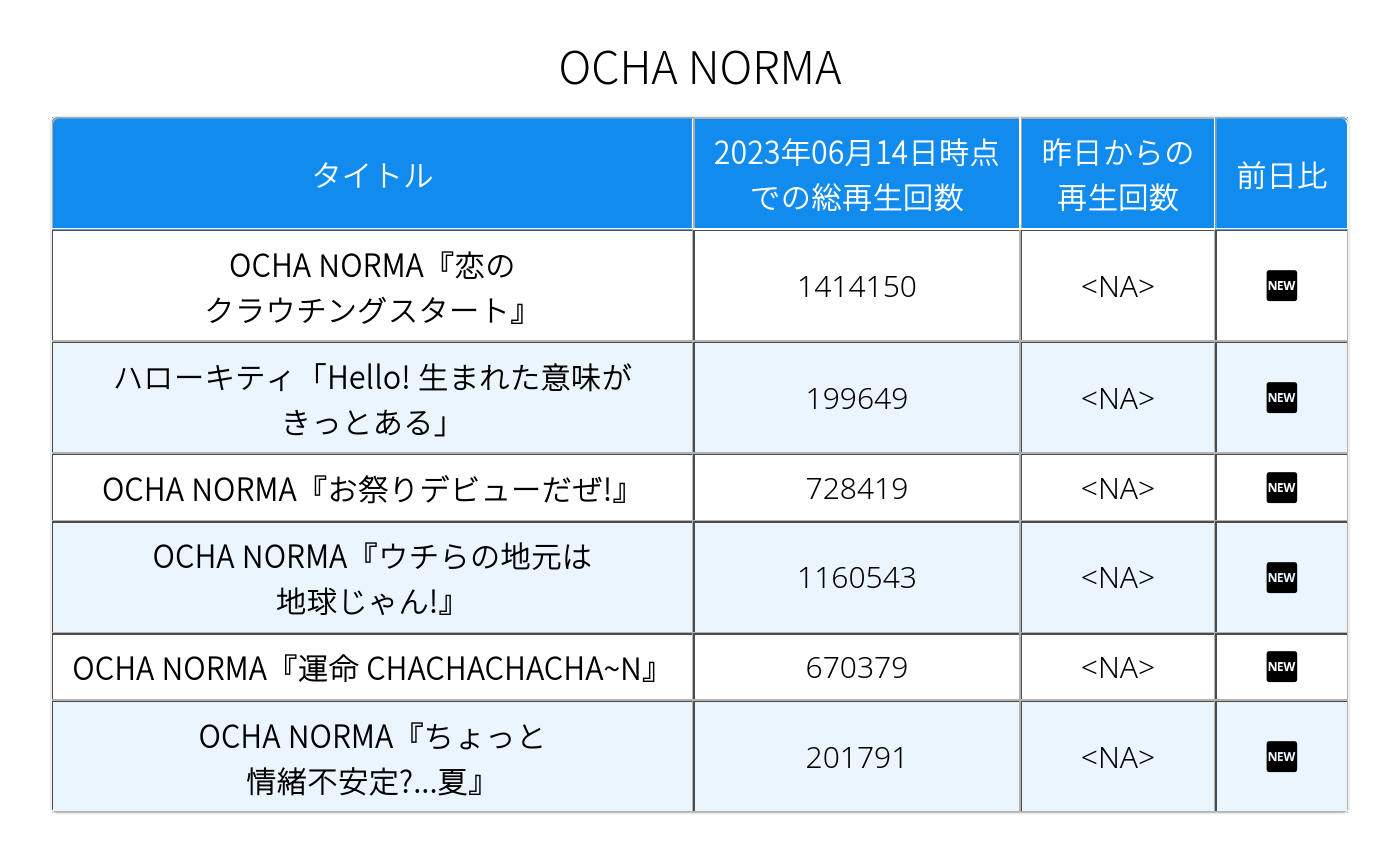 OCHA NORMA
タイトル
2023年06月14日時点
での総再生回数
昨日からの
再生回数
前日比
OCHA NORMA『恋の
クラウチングスタート』
1414150
<NA>
NEW
ハローキティ「Hello! 生まれた意味が
きっとある」
199649
<NA>
NEW
OCHA NORMA『お祭りデビューだぜ!』
728419
<NA>
NEW
OCHA NORMA『ウチらの地元は
地球じゃん!』
1160543
<NA>
NEW
OCHA NORMA『運命 CHACHACHACHA~N』
670379
<NA>
NEW
OCHA NORMA『ちょっと
情緒不安定?...夏』
201791
<NA>
NEW